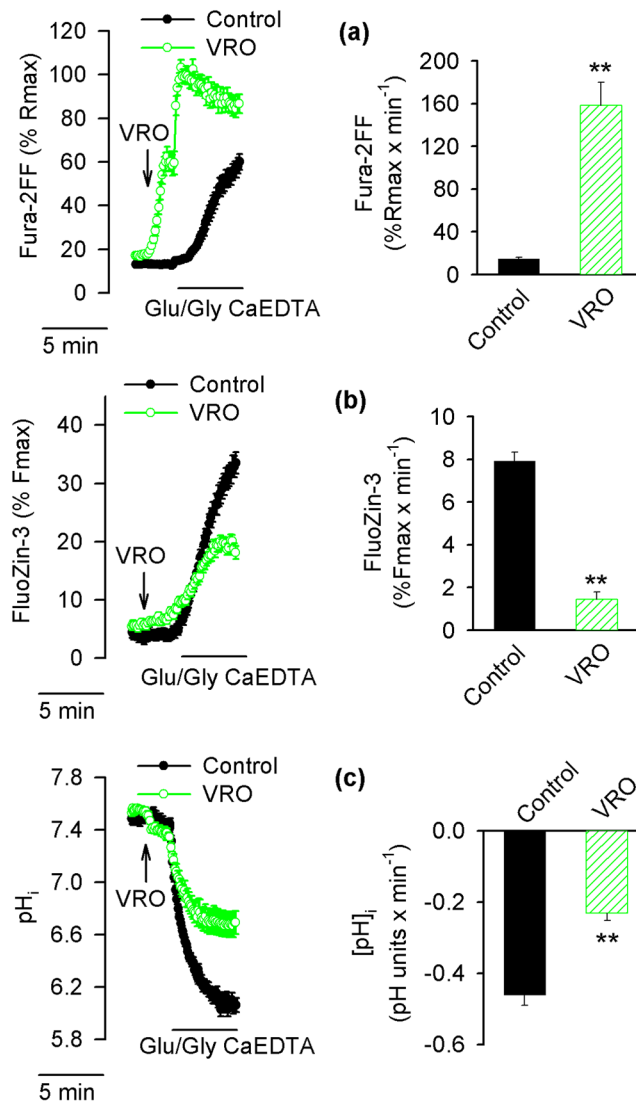 Control
VRO
(a)
Fura-2FF (% Rmax)
120
100
80
60
40
20
0
VRO
Glu/Gly CaEDTA
5 min
Fura-2FF
(%Rmax x min-1)
200
160
120
80
40
0
**
Control
VRO
Control
VRO
(b)
FluoZin-3 (% Fmax)
40
30
20
10
0
VRO
Glu/Gly CaEDTA
5 min
FluoZin-3
(%Fmax x min-1)
10
8
6
4
2
0
**
Control
VRO
Control
VRO
(c)
pHi
7.8
7.4
7.0
6.6
6.2
5.8
VRO
Glu/Gly CaEDTA
5 min
Control
VRO
[pH]i
(pH units x min-1)
0.0
-0.2
-0.4
-0.6
**